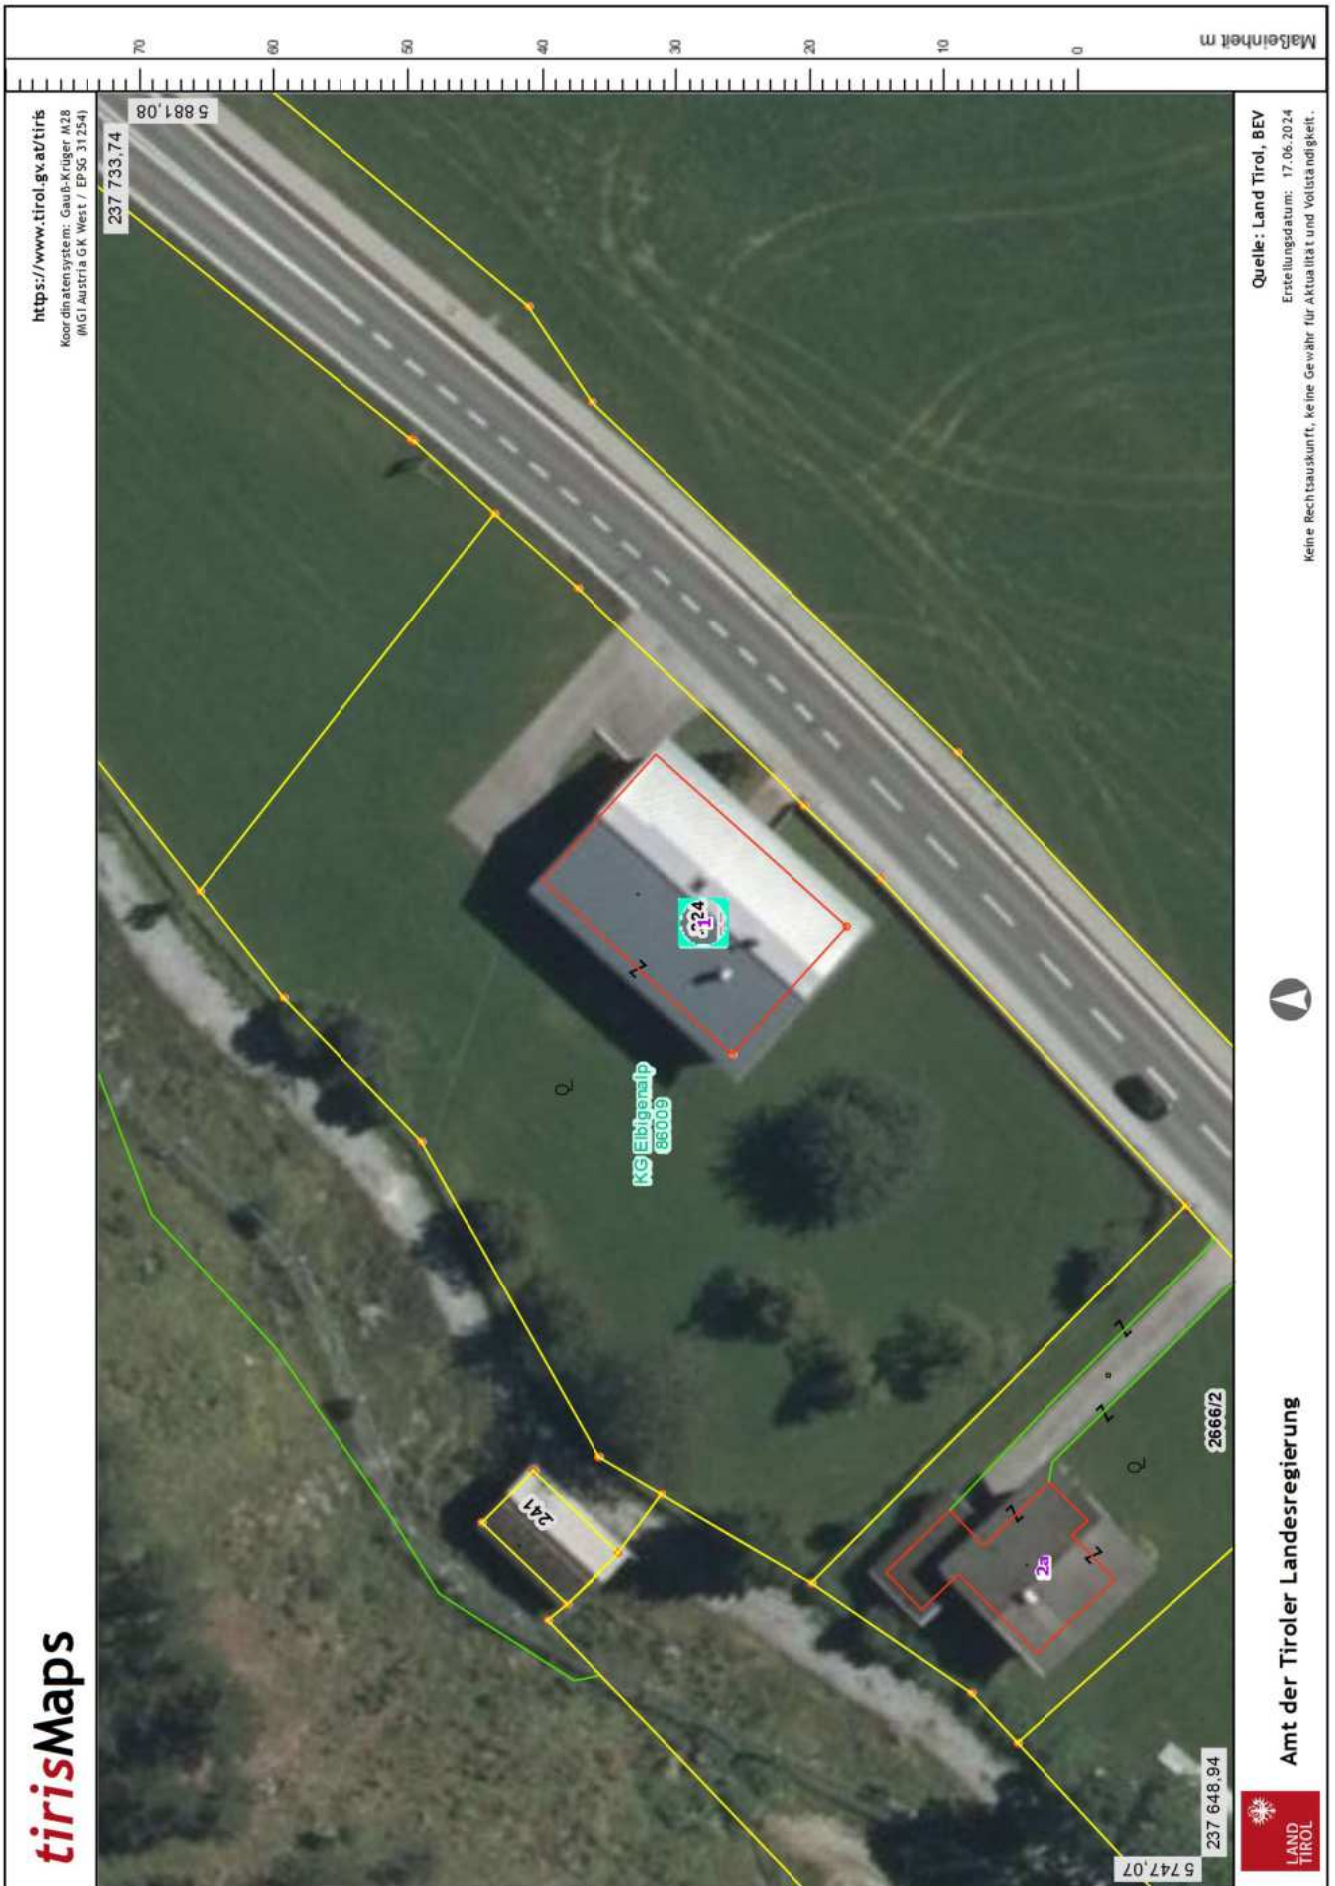 tirisMaps
https://www.tirol.gv.at/tiris
Koordinatensystem: Gauß-Krüger M28
(MGI Austria GK West / EPSG 31254)
237 733,74
5 881,08
70
60
50
40
30
20
10
0
Maßeinheit m
241
KG Elbigenalp
86009
.324
1
2a
2666/2
237 648,94
5 747,07
LAND
TIROL
Amt der Tiroler Landesregierung
Quelle: Land Tirol, BEV
Erstellungsdatum: 17.06.2024
Keine Rechtsauskunft, keine Gewähr für Aktualität und Vollständigkeit.